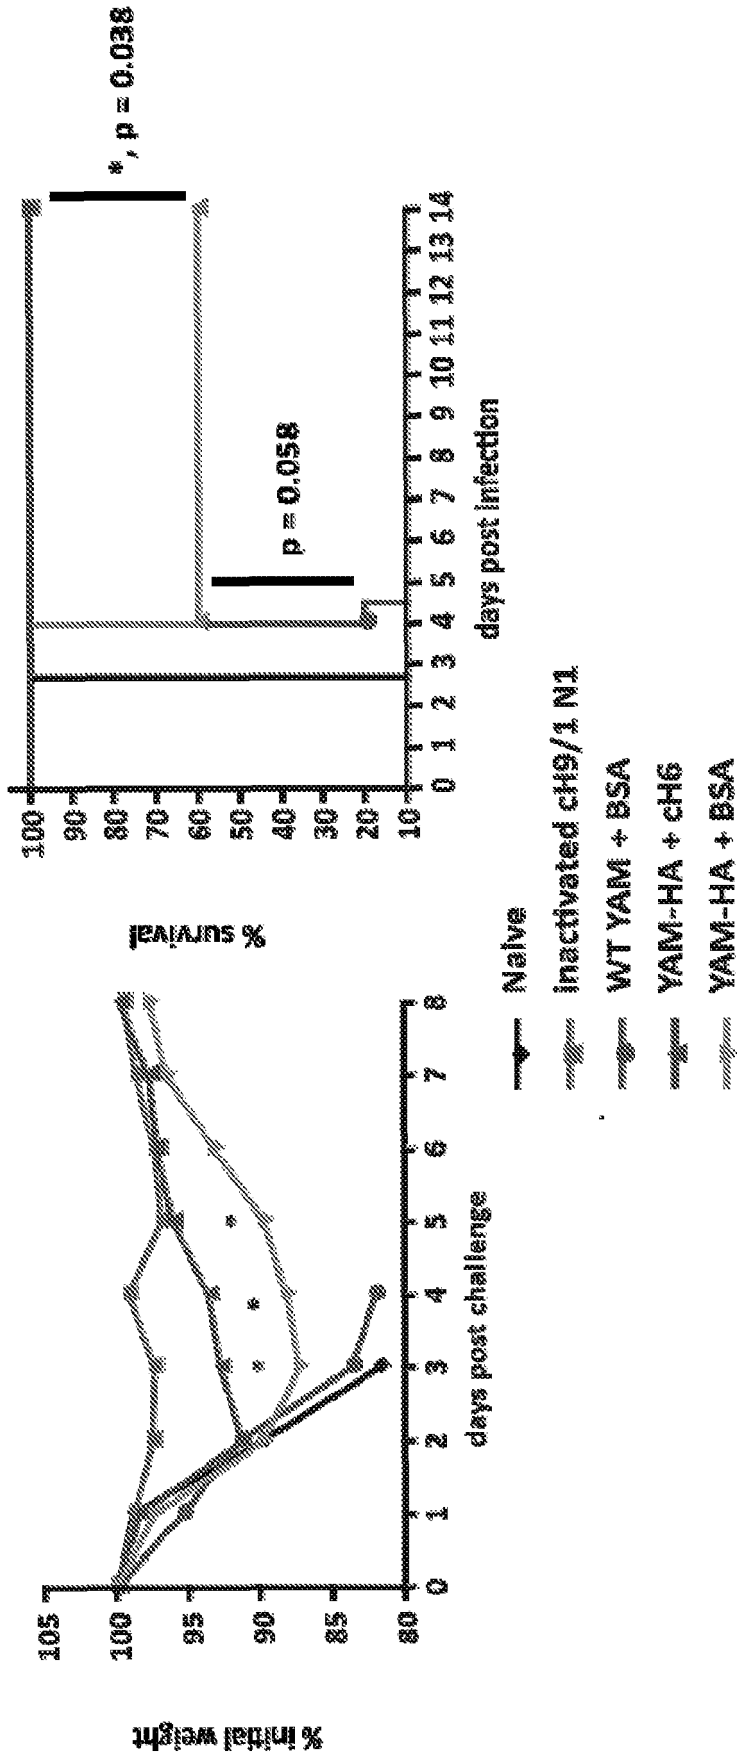 % initial weight
105
100
95
90
85
80
0 1 2 3 4 5 6 7 8
days post challenge
* * *
% survival
100
90
80
70
60
50
40
30
20
10
0 1 2 3 4 5 6 7 8 9 10 11 12 13 14
days post infection
p = 0.058
*, p = 0.038
Naïve
inactivated cH9/1 N1
WT YAM + BSA
YAM-HA + cH6
YAM-HA + BSA